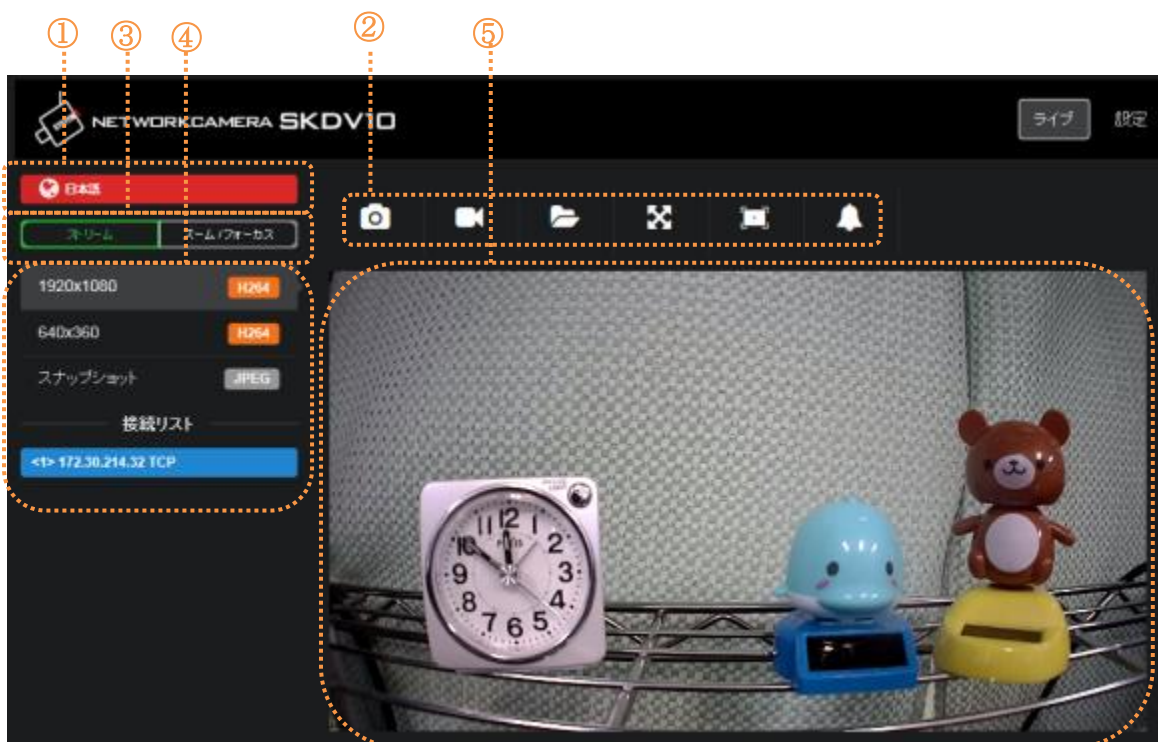 ① ③ ④ ② ⑤
NETWORKCAMERA SKDV10
ライブ 設定
日本語
ストリーム ズーム/フォーカス
1920x1080 H264
640x360 H264
スナップショット JPEG
接続リスト
<1> 172.30.214.32 TCP
11 12 1
10 2
9 3
8 4
7 6 5